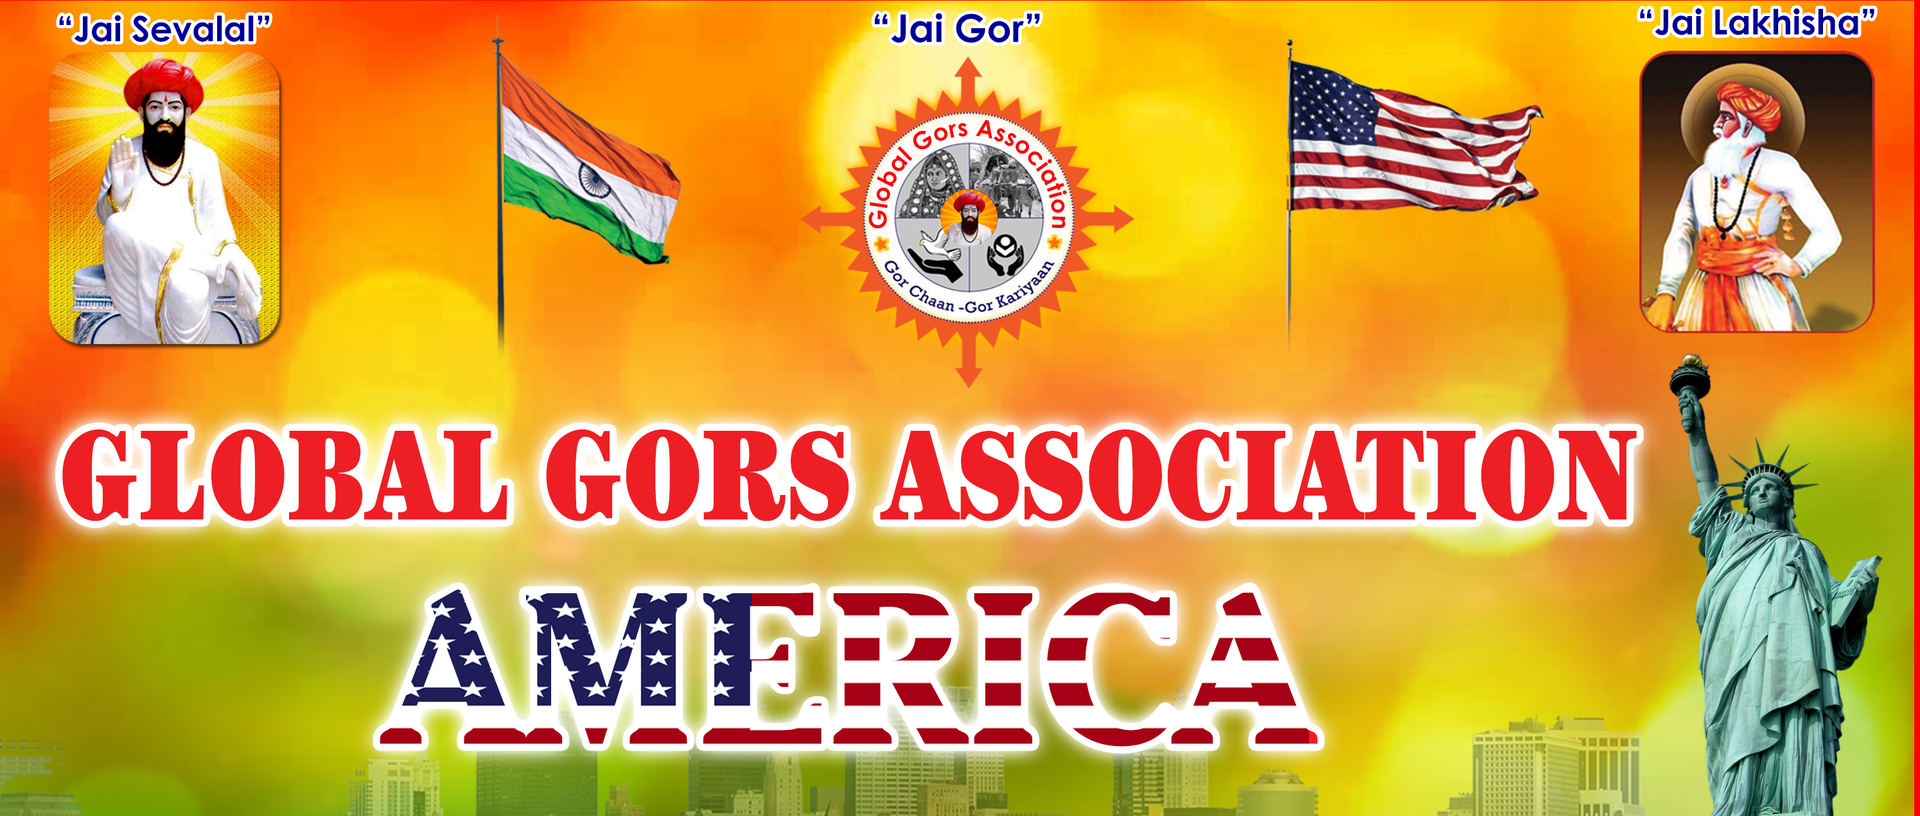 “Jai Sevalal”
“Jai Gor”
“Jai Lakhisha”
Global Gors Association
Gor Chaan -Gor Kariyaan
GLOBAL GORS ASSOCIATION
AMERICA